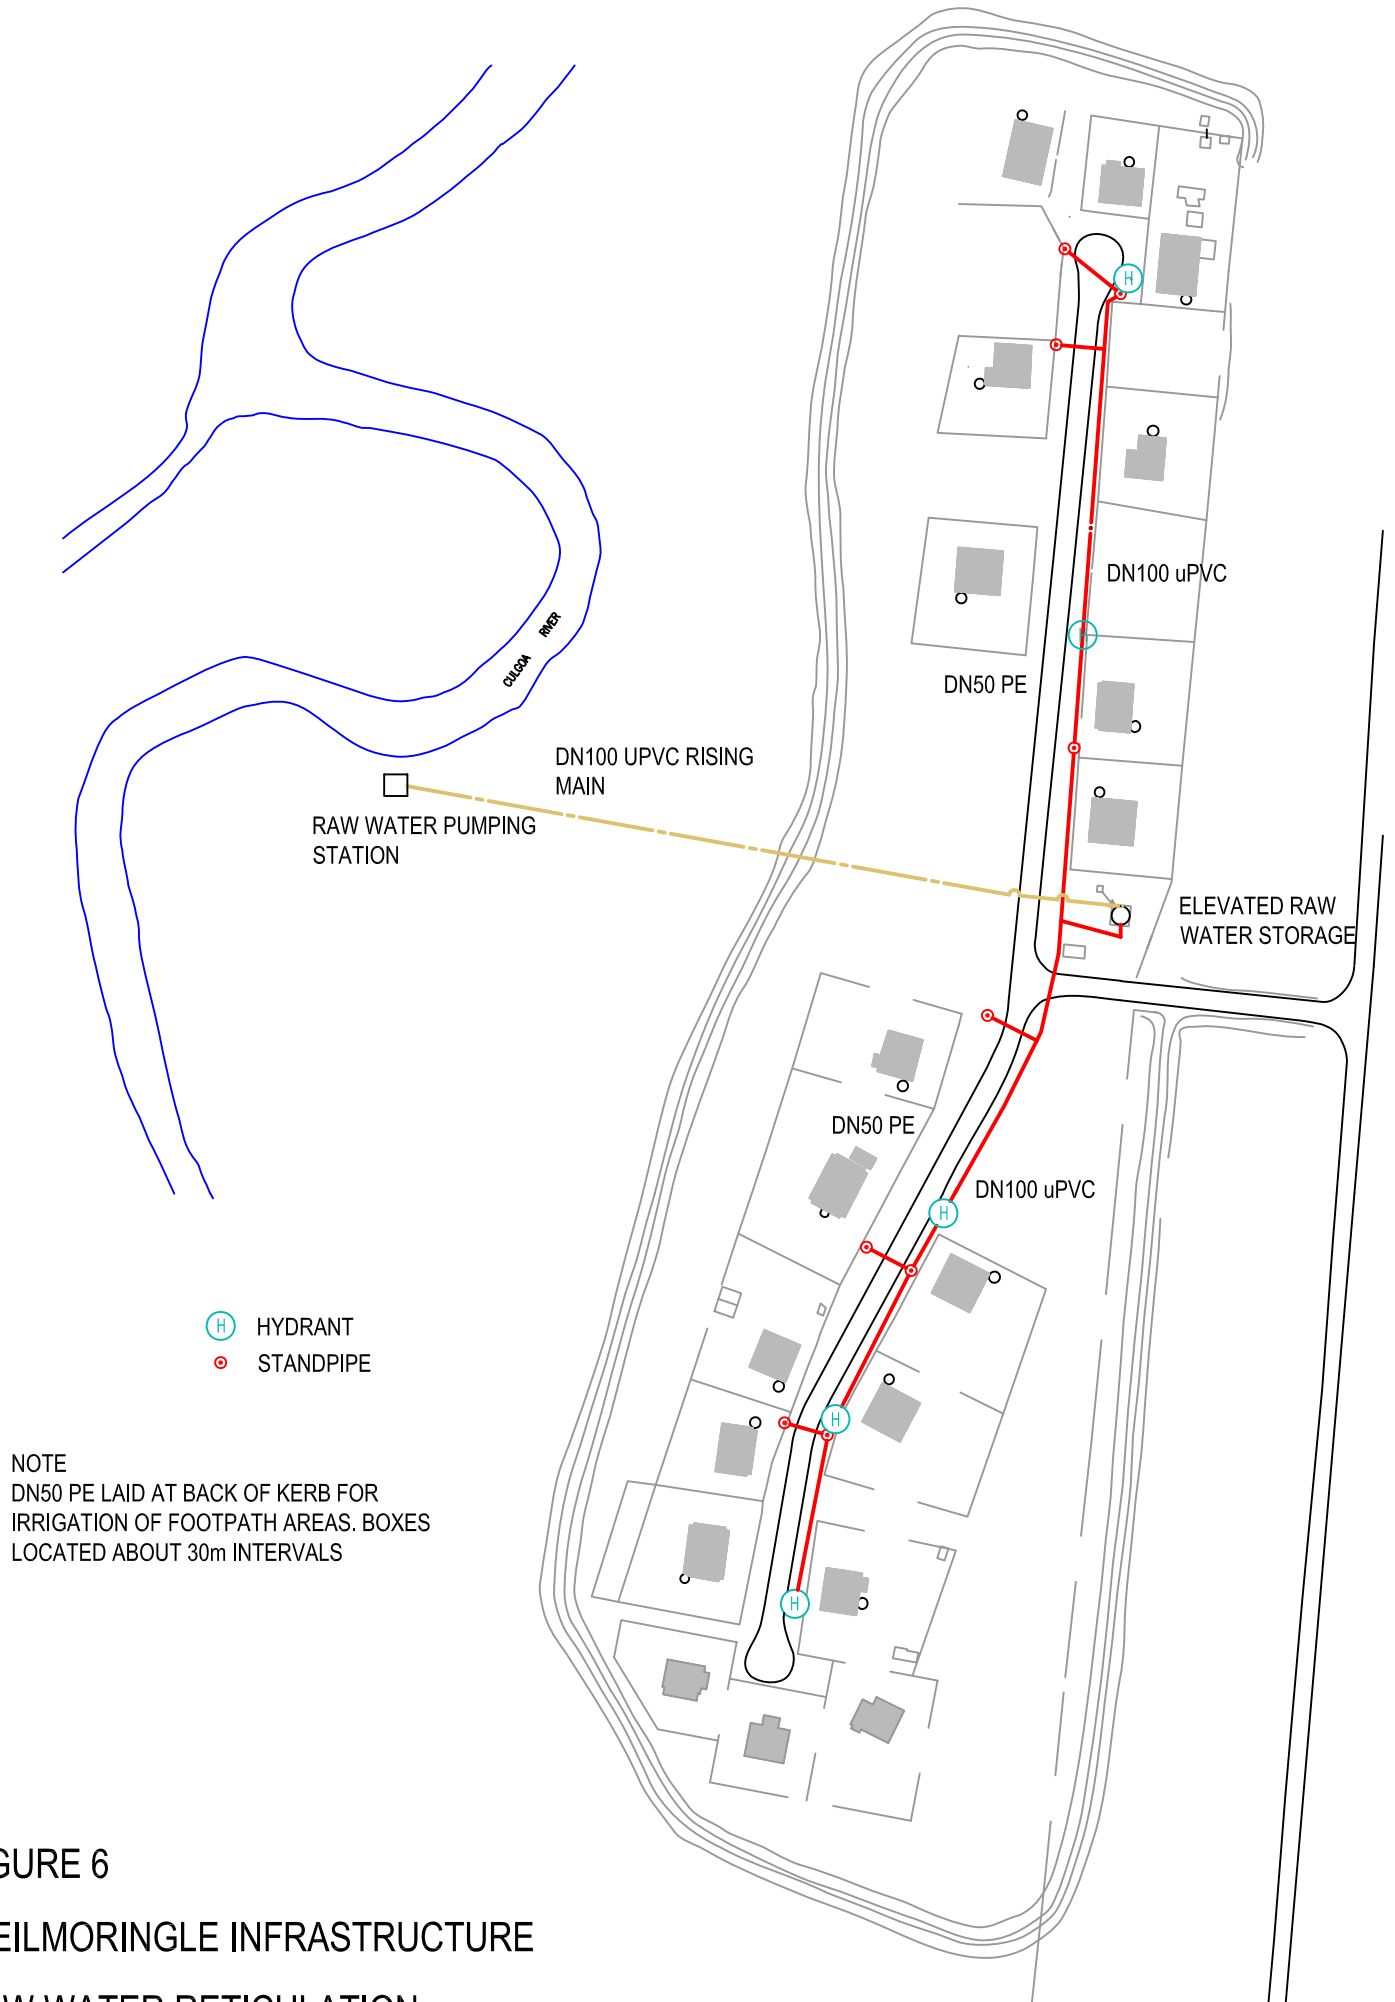 CULGOA RIVER
DN100 uPVC
DN50 PE
DN100 UPVC RISING
MAIN
RAW WATER PUMPING
STATION
ELEVATED RAW
WATER STORAGE
DN50 PE
DN100 uPVC
H
H
H
H
H
H HYDRANT
STANDPIPE
NOTE
DN50 PE LAID AT BACK OF KERB FOR
IRRIGATION OF FOOTPATH AREAS. BOXES
LOCATED ABOUT 30m INTERVALS
GURE 6
EILMORINGLE INFRASTRUCTURE
W WATER RETICULATION